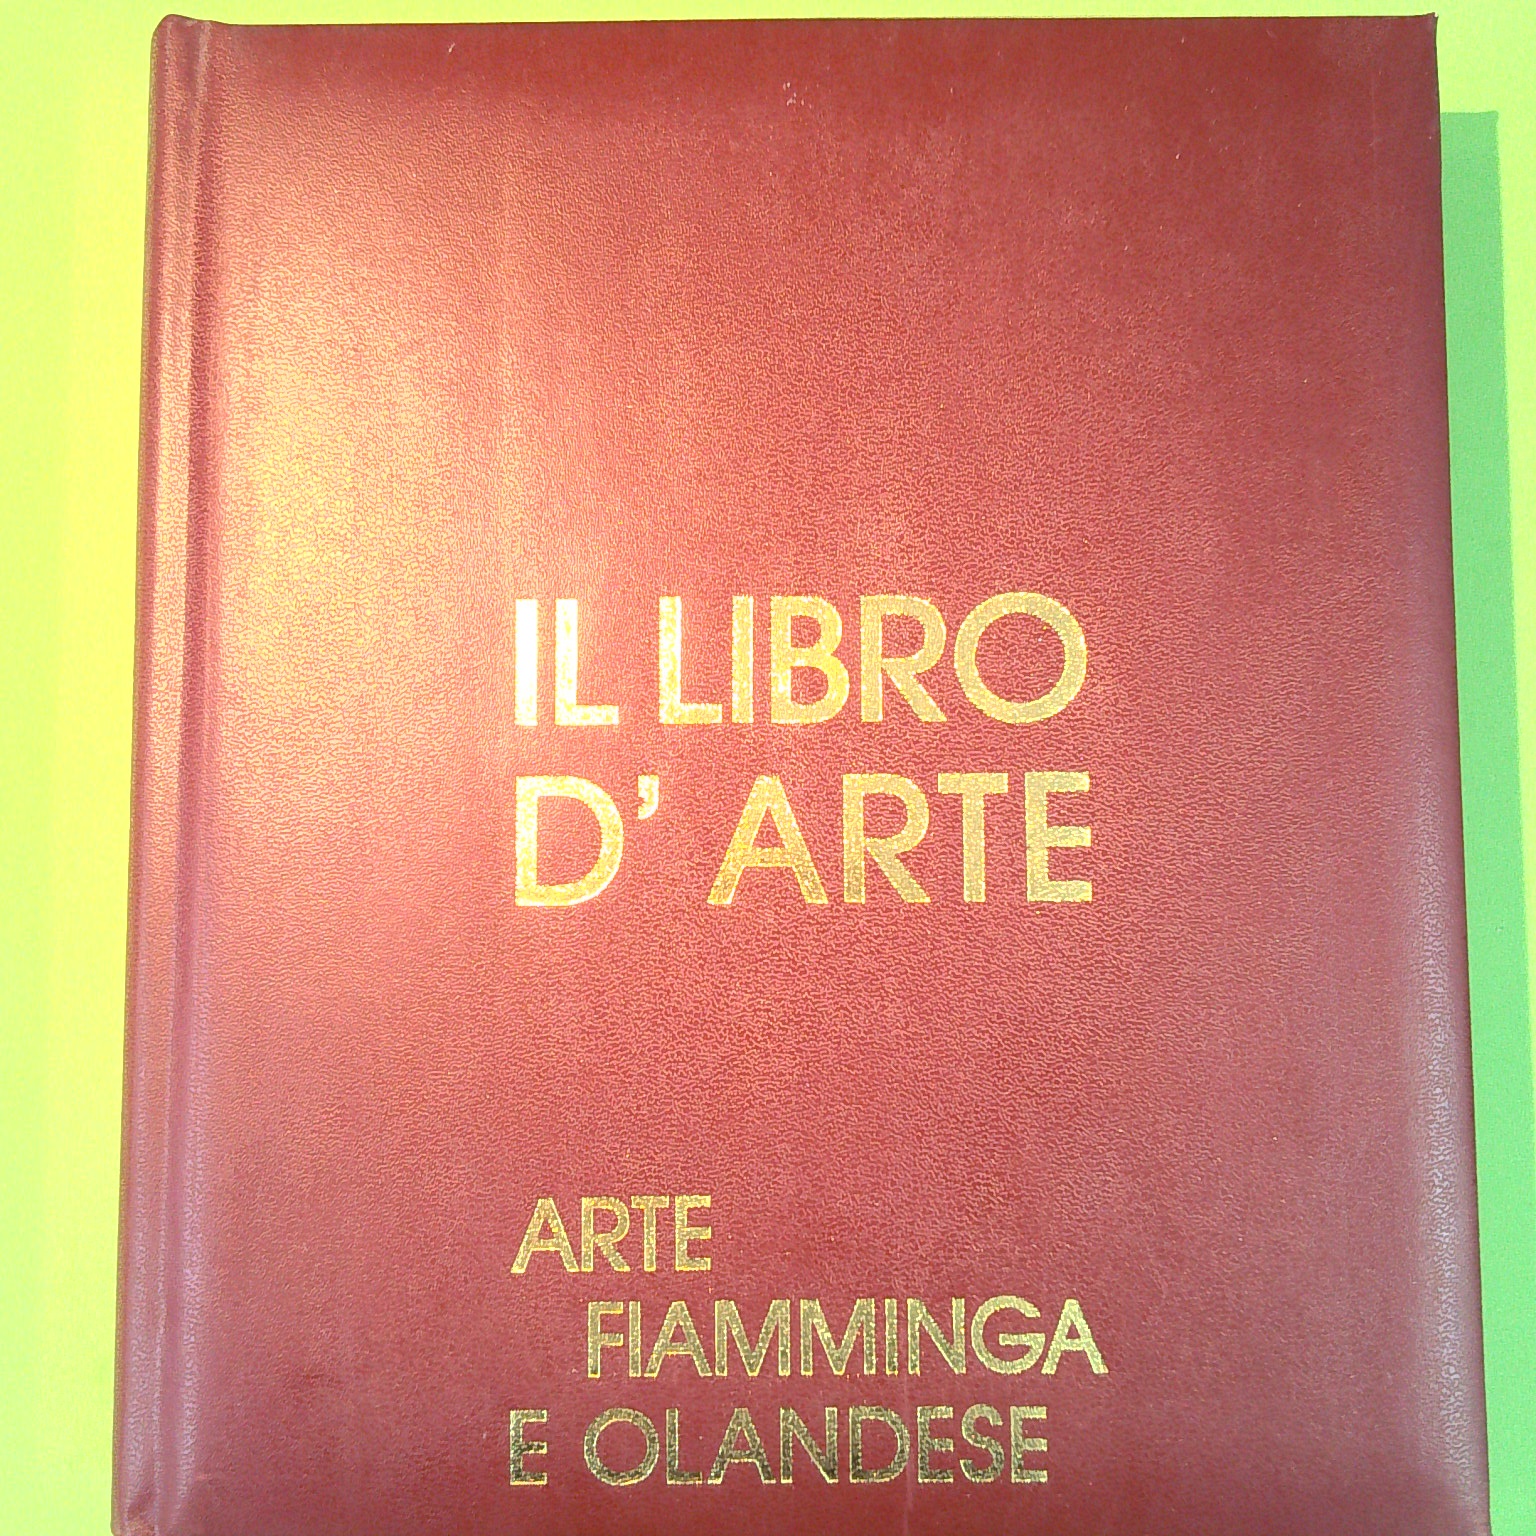 IL LIBRO
D' ARTE
ARTE
FIAMMINGA
E OLANDESE